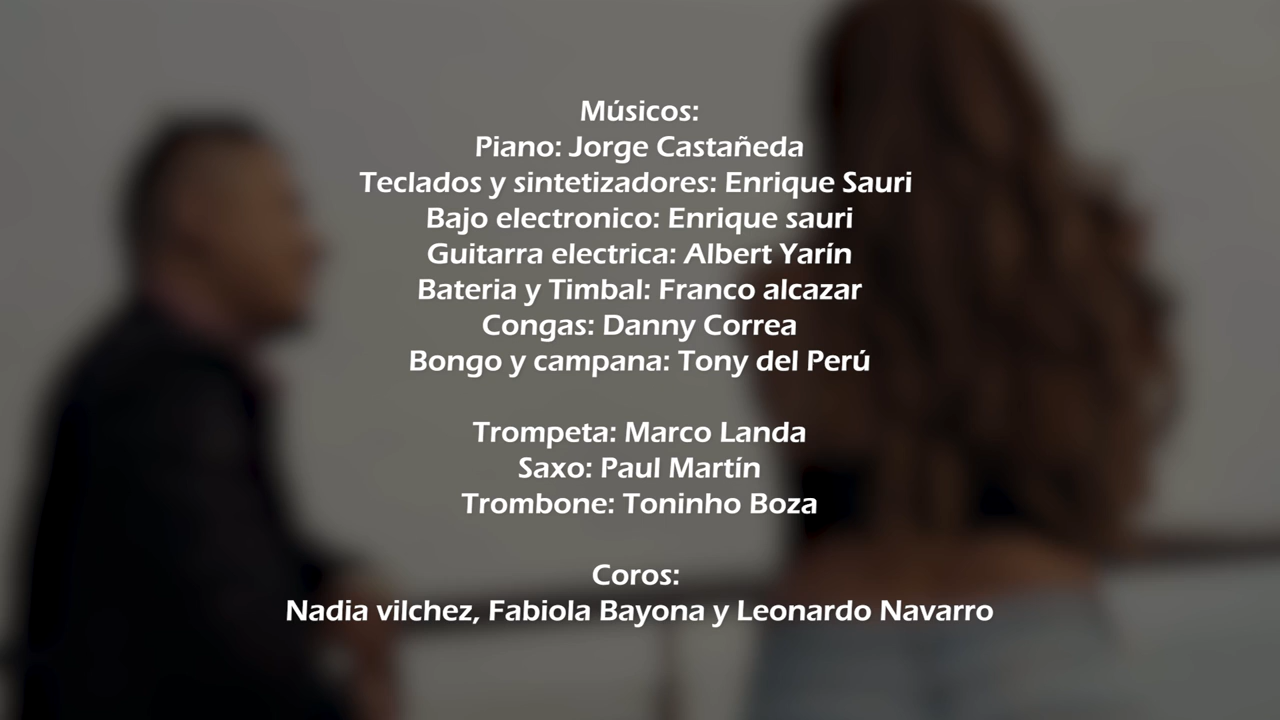 Músicos:
Piano: Jorge Castañeda
Teclados y sintetizadores: Enrique Sauri
Bajo electronico: Enrique sauri
Guitarra electrica: Albert Yarín
Bateria y Timbal: Franco alcazar
Congas: Danny Correa
Bongo y campana: Tony del Perú
Trompeta: Marco Landa
Saxo: Paul Martín
Trombone: Toninho Boza
Coros:
Nadia vilchez, Fabiola Bayona y Leonardo Navarro